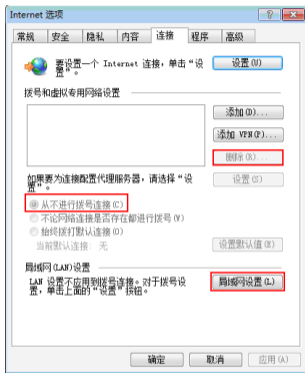 Internet 选项
常规 安全 隐私 内容 连接 程序 高级
要设置一个 Internet 连接，单击“设置”。
设置(U)
拨号和虚拟专用网络设置
添加(D)...
添加 VPN(P)...
删除(R)...
如果要为连接配置代理服务器，请选择“设置”。
设置(S)
从不进行拨号连接(C)
不论网络连接是否存在都进行拨号(W)
始终拨打默认连接(O)
当前默认连接： 无
设置默认值(E)
局域网(LAN)设置
LAN 设置不应用到拨号连接。对于拨号设置，单击上面的“设置”按钮。
局域网设置(L)
确定 取消 应用(A)